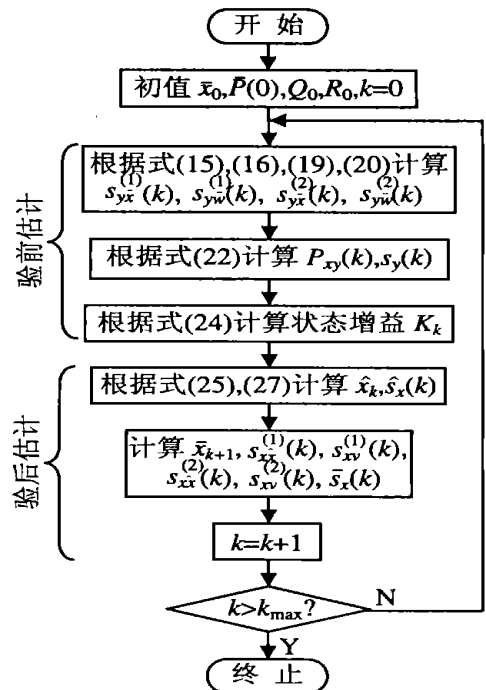 开 始
初值 x̄₀,P̄(0),Q₀,R₀,k=0
根据式(15),(16),(19),(20)计算
s_{yx̄}^{(1)}(k), s_{yw̄}^{(1)}(k), s_{yx̄}^{(2)}(k), s_{yw̄}^{(2)}(k)
根据式(22)计算 P_{xy}(k),s_y(k)
根据式(24)计算状态增益 K_k
验前估计
根据式(25),(27)计算 x̂_k,ŝ_x(k)
计算 x̄_{k+1}, s_{xx̂}^{(1)}(k), s_{xv}^{(1)}(k),
s_{xx̂}^{(2)}(k), s_{xv}^{(2)}(k), s̄_x(k)
k=k+1
验后估计
k>k_{max}?
N
Y
终 止